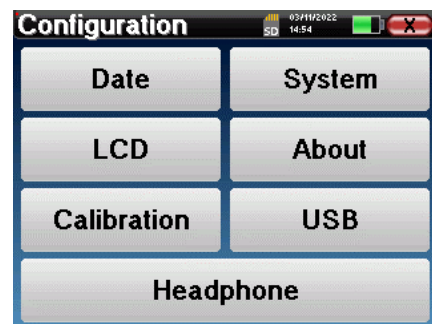 Configuration
SD
03/11/2022
14:54
X
Date
System
LCD
About
Calibration
USB
Headphone